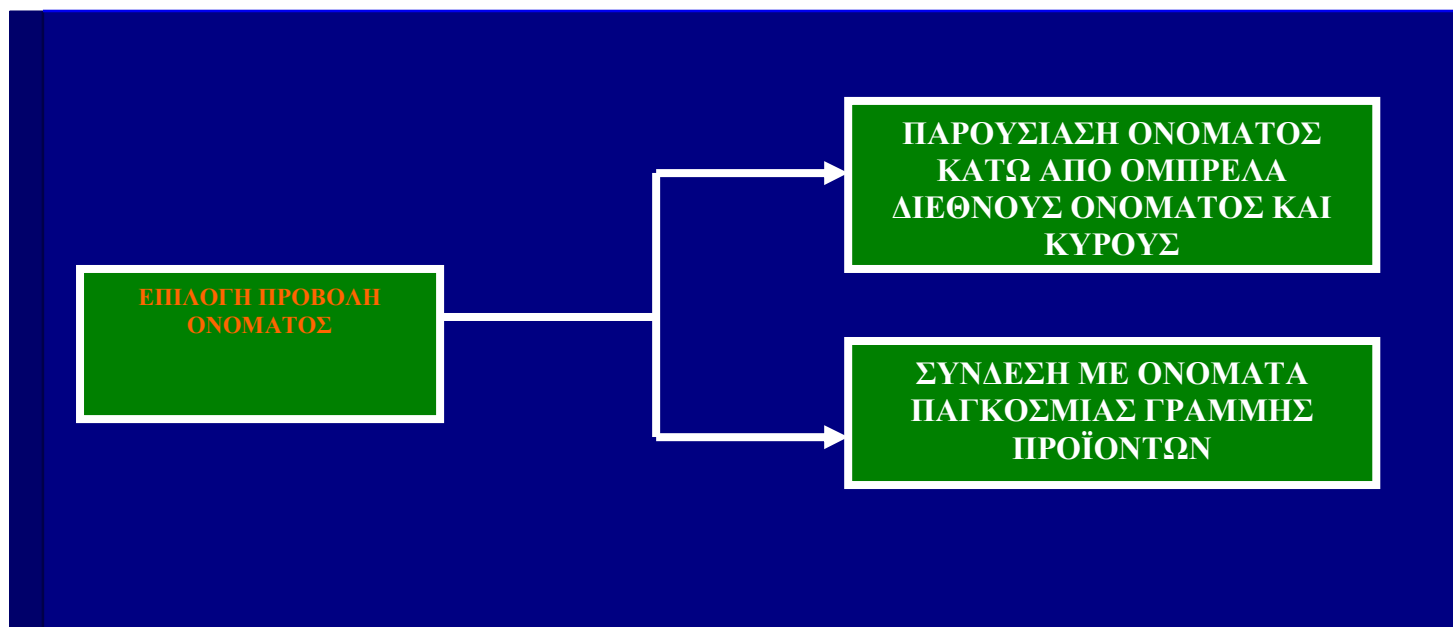 ΠΑΡΟΥΣΙΑΣΗ ΟΝΟΜΑΤΟΣ
ΚΑΤΩ ΑΠΟ ΟΜΠΡΕΛΑ
ΔΙΕΘΝΟΥΣ ΟΝΟΜΑΤΟΣ ΚΑΙ
ΚΥΡΟΥΣ
ΕΠΙΛΟΓΗ ΠΡΟΒΟΛΗ
ΟΝΟΜΑΤΟΣ
ΣΥΝΔΕΣΗ ΜΕ ΟΝΟΜΑΤΑ
ΠΑΓΚΟΣΜΙΑΣ ΓΡΑΜΜΗΣ
ΠΡΟΪΟΝΤΩΝ